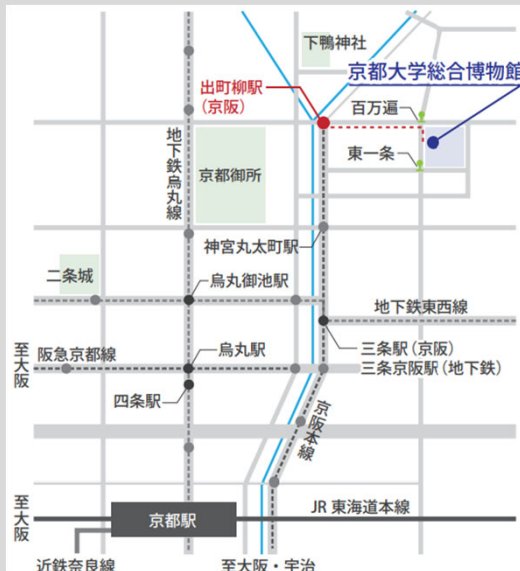 下鴨神社
京都大学総合博物館
出町柳駅
(京阪)
百万遍
地下鉄烏丸線
京都御所
東一条
神宮丸太町駅
二条城
烏丸御池駅
地下鉄東西線
至大阪
阪急京都線
烏丸駅
三条駅(京阪)
三条京阪駅(地下鉄)
四条駅
京阪本線
至大阪
京都駅
JR 東海道本線
近鉄奈良線
至大阪・宇治